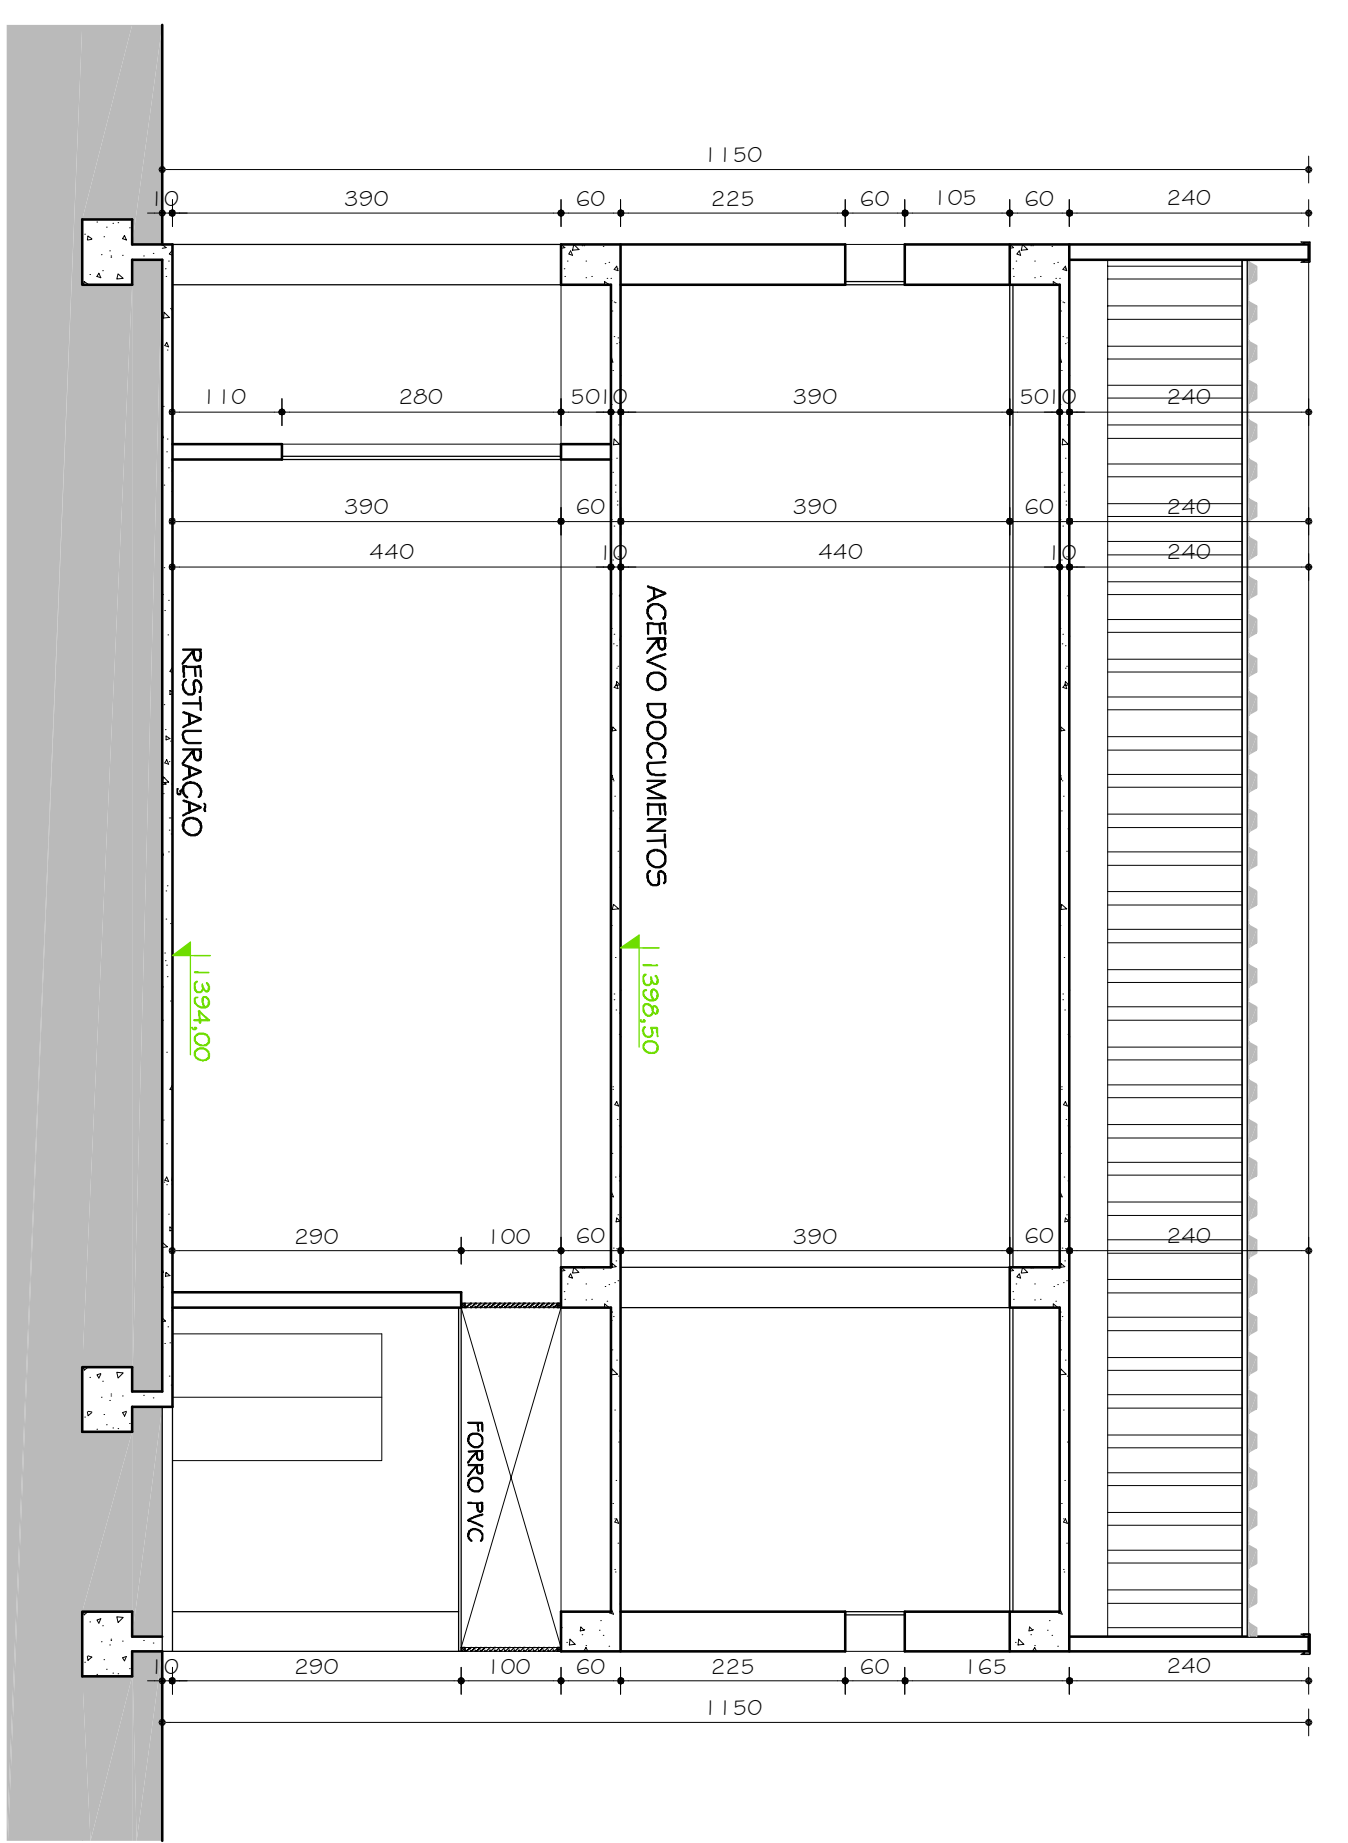 1150
10 390 60 225 60 105 60 240
110 280 50 10 390 50 10 240
390 60 390 60 240
440 10 440 10 240
ACERVO DOCUMENTOS
RESTAURAÇÃO
1398,50
1394,00
290 100 60 390 60 240
FORRO PVC
10 290 100 60 225 60 165 240
1150